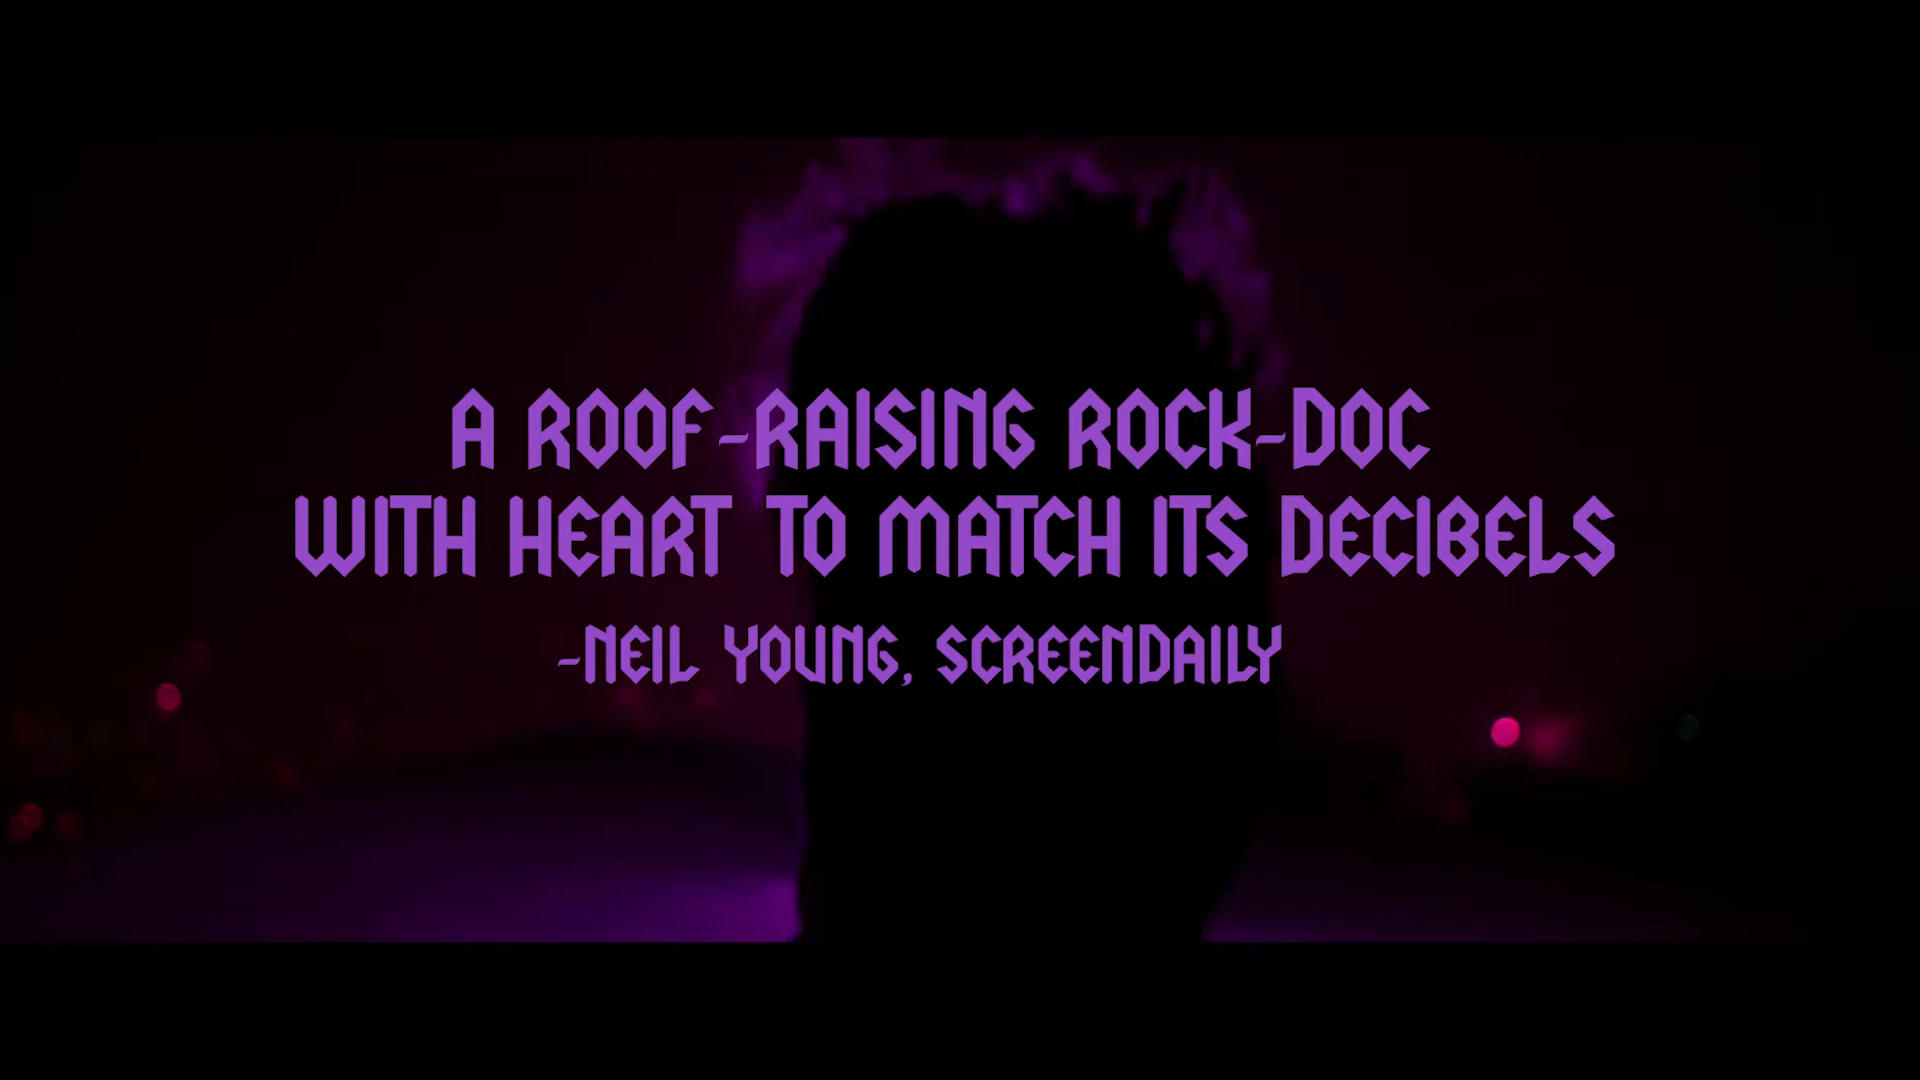 A ROOF-RAISING ROCK-DOC
WITH HEART TO MATCH ITS DECIBELS
-NEIL YOUNG, SCREENDAILY